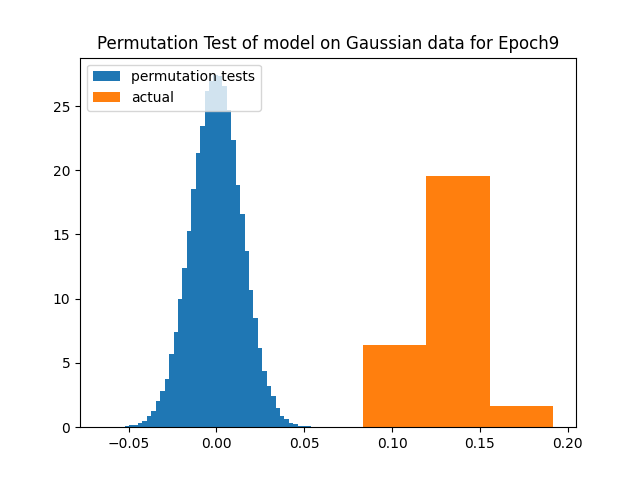 Permutation Test of model on Gaussian data for Epoch9
permutation tests
actual
25
20
15
10
5
0
−0.05 0.00 0.05 0.10 0.15 0.20